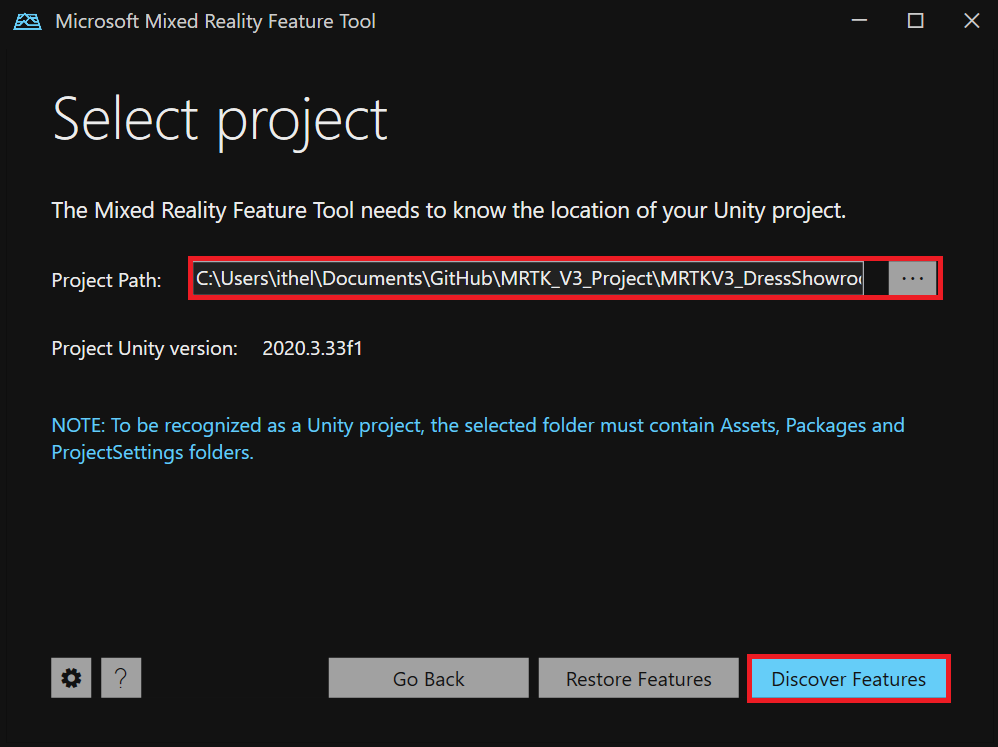 Microsoft Mixed Reality Feature Tool
Select project
The Mixed Reality Feature Tool needs to know the location of your Unity project.
Project Path: C:\Users\ithel\Documents\GitHub\MRTK_V3_Project\MRTKV3_DressShowroo ...
Project Unity version: 2020.3.33f1
NOTE: To be recognized as a Unity project, the selected folder must contain Assets, Packages and
ProjectSettings folders.
? Go Back Restore Features Discover Features